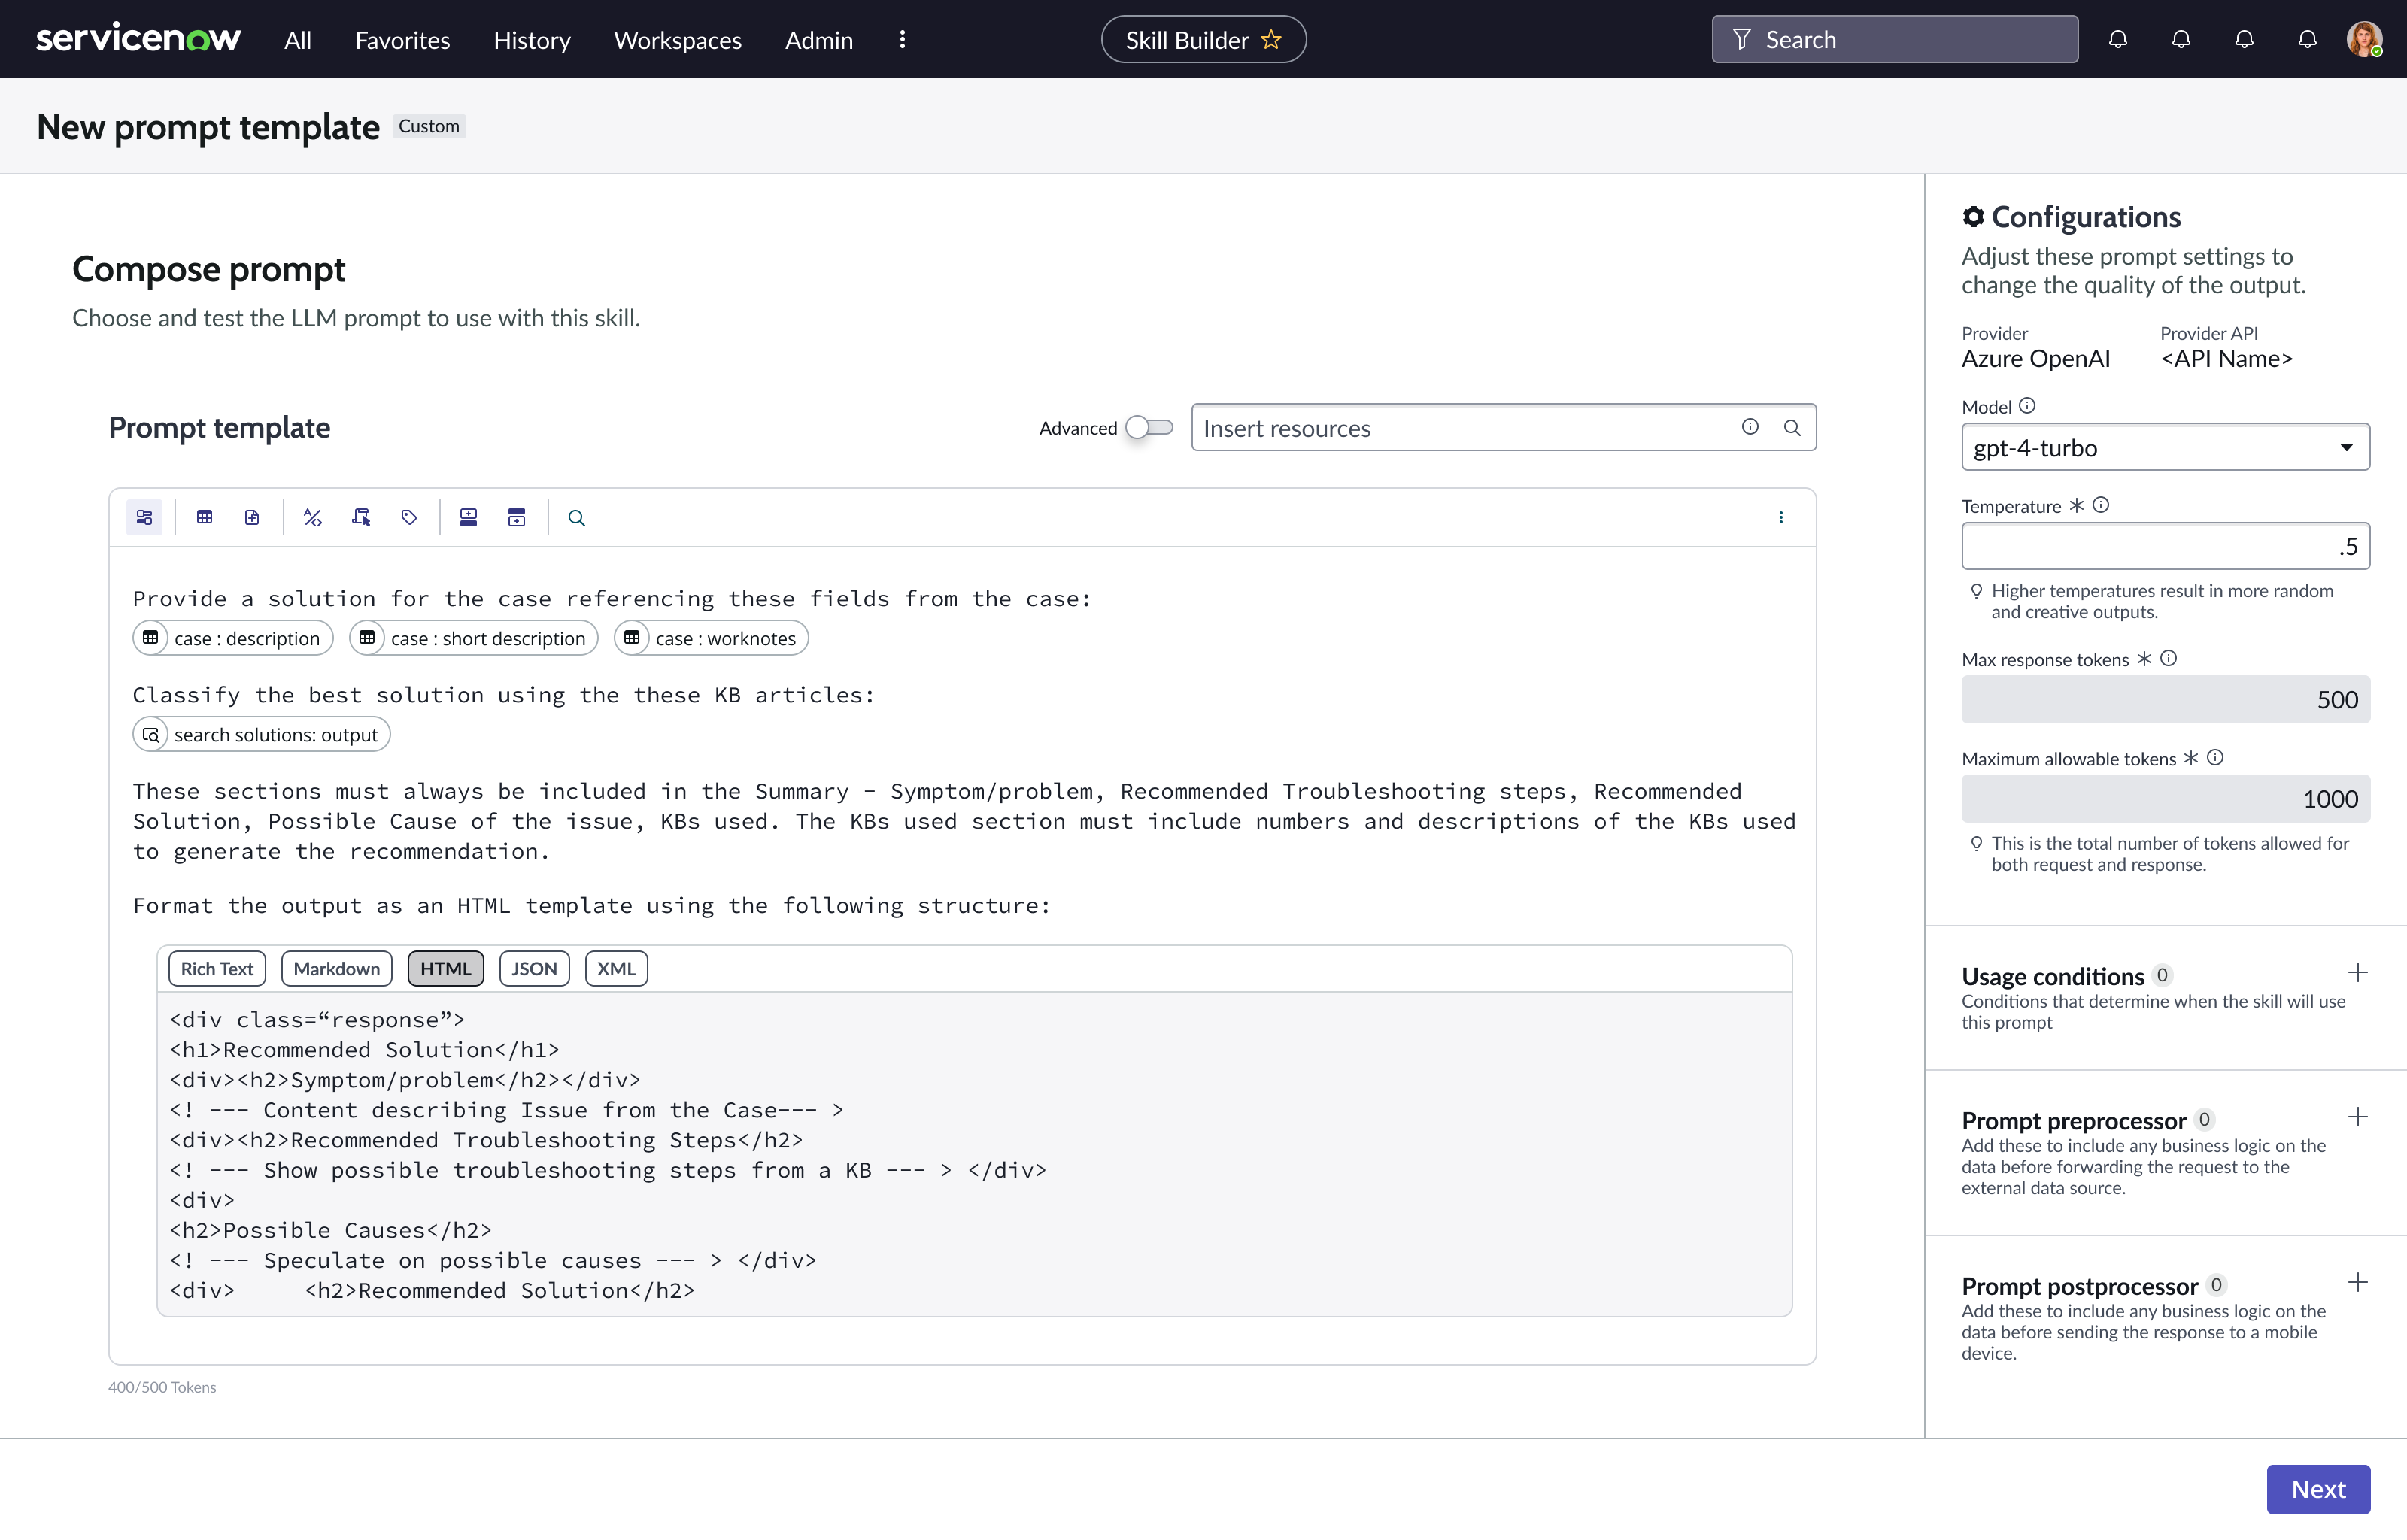 servicenow All Favorites History Workspaces Admin Skill Builder Search
New prompt template Custom
Compose prompt
Choose and test the LLM prompt to use with this skill.
Prompt template Advanced Insert resources
Provide a solution for the case referencing these fields from the case:
case : description case : short description case : worknotes
Classify the best solution using the these KB articles:
search solutions: output
These sections must always be included in the Summary - Symptom/problem, Recommended Troubleshooting steps, Recommended
Solution, Possible Cause of the issue, KBs used. The KBs used section must include numbers and descriptions of the KBs used
to generate the recommendation.
Format the output as an HTML template using the following structure:
Rich Text Markdown HTML JSON XML
<div class=“response”>
<h1>Recommended Solution</h1>
<div><h2>Symptom/problem</h2></div>
<! --- Content describing Issue from the Case--- >
<div><h2>Recommended Troubleshooting Steps</h2>
<! --- Show possible troubleshooting steps from a KB --- > </div>
<div>
<h2>Possible Causes</h2>
<! --- Speculate on possible causes --- > </div>
<div>     <h2>Recommended Solution</h2>
400/500 Tokens
Configurations
Adjust these prompt settings to
change the quality of the output.
Provider Provider API
Azure OpenAI <API Name>
Model
gpt-4-turbo
Temperature *
.5
Higher temperatures result in more random
and creative outputs.
Max response tokens *
500
Maximum allowable tokens *
1000
This is the total number of tokens allowed for
both request and response.
Usage conditions 0
Conditions that determine when the skill will use
this prompt
Prompt preprocessor 0
Add these to include any business logic on the
data before forwarding the request to the
external data source.
Prompt postprocessor 0
Add these to include any business logic on the
data before sending the response to a mobile
device.
Next